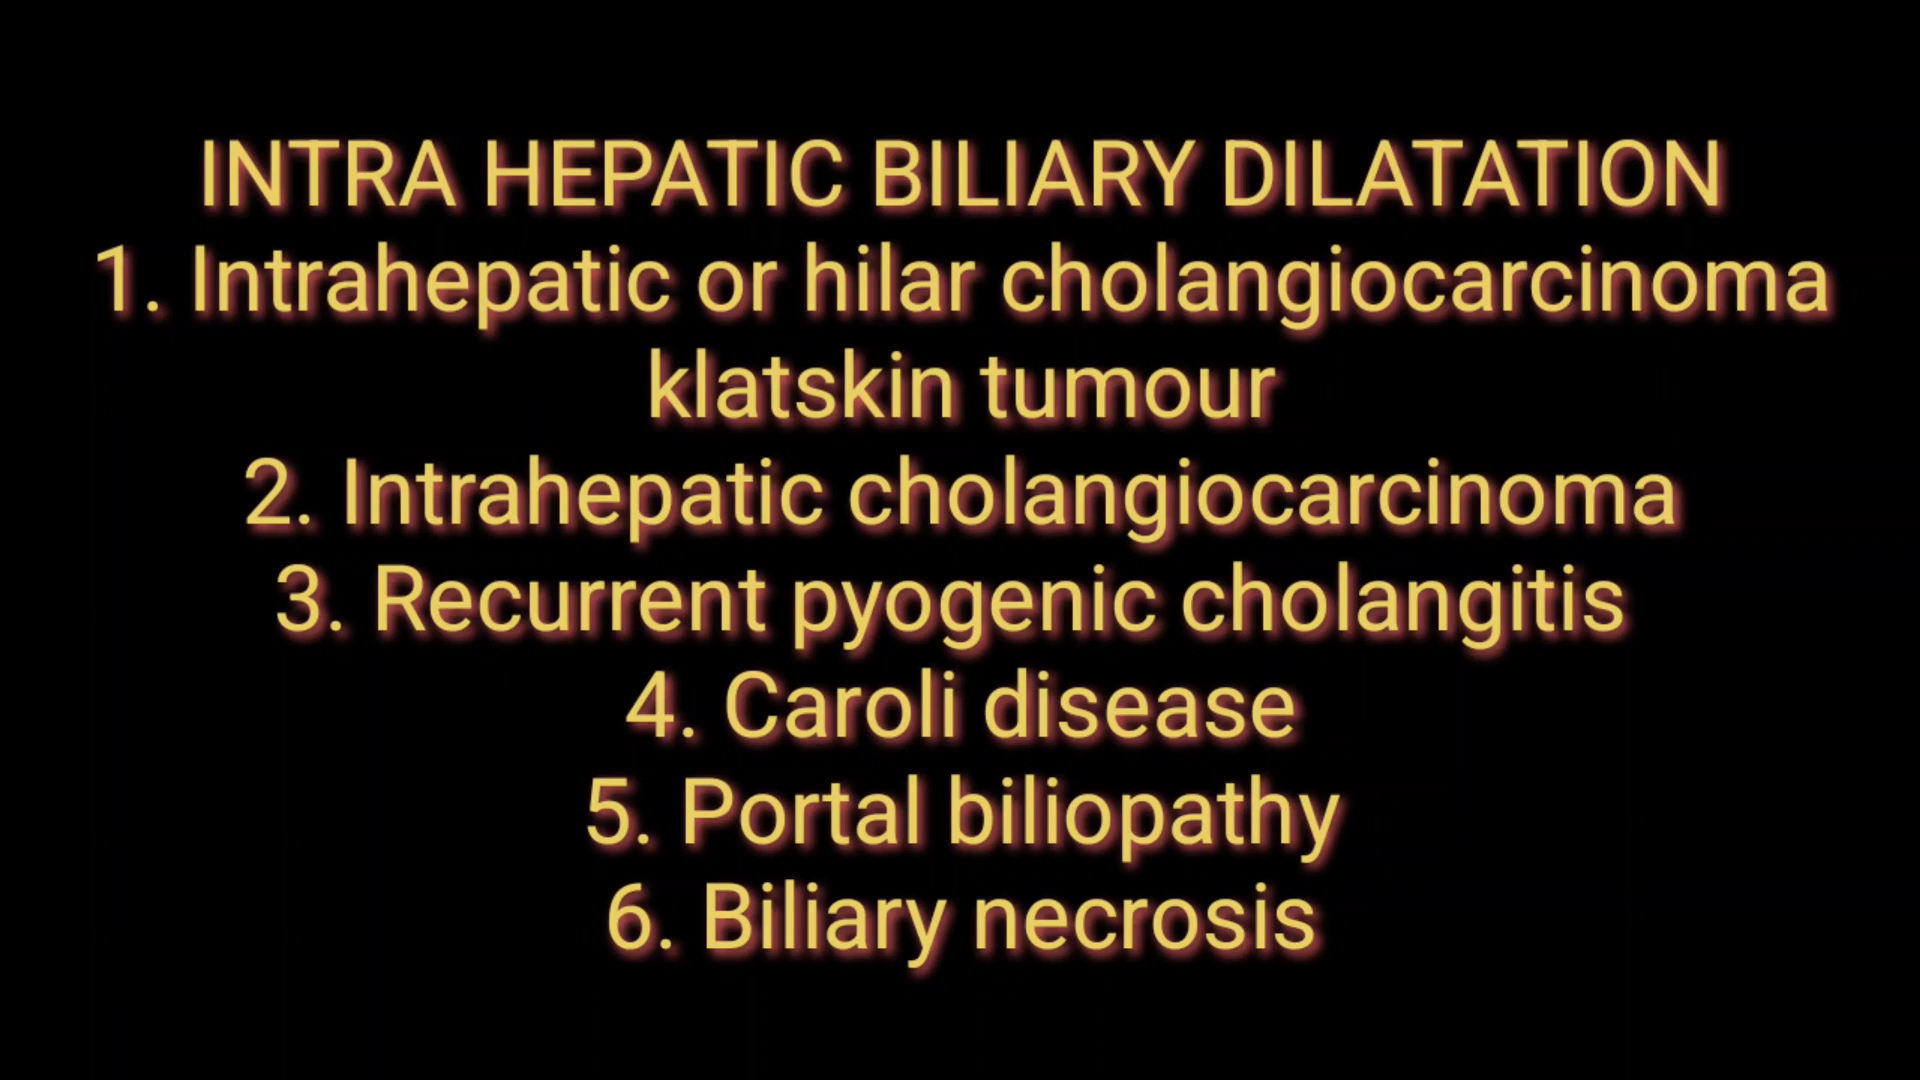 INTRA HEPATIC BILIARY DILATATION
1. Intrahepatic or hilar cholangiocarcinoma
klatskin tumour
2. Intrahepatic cholangiocarcinoma
3. Recurrent pyogenic cholangitis
4. Caroli disease
5. Portal biliopathy
6. Biliary necrosis